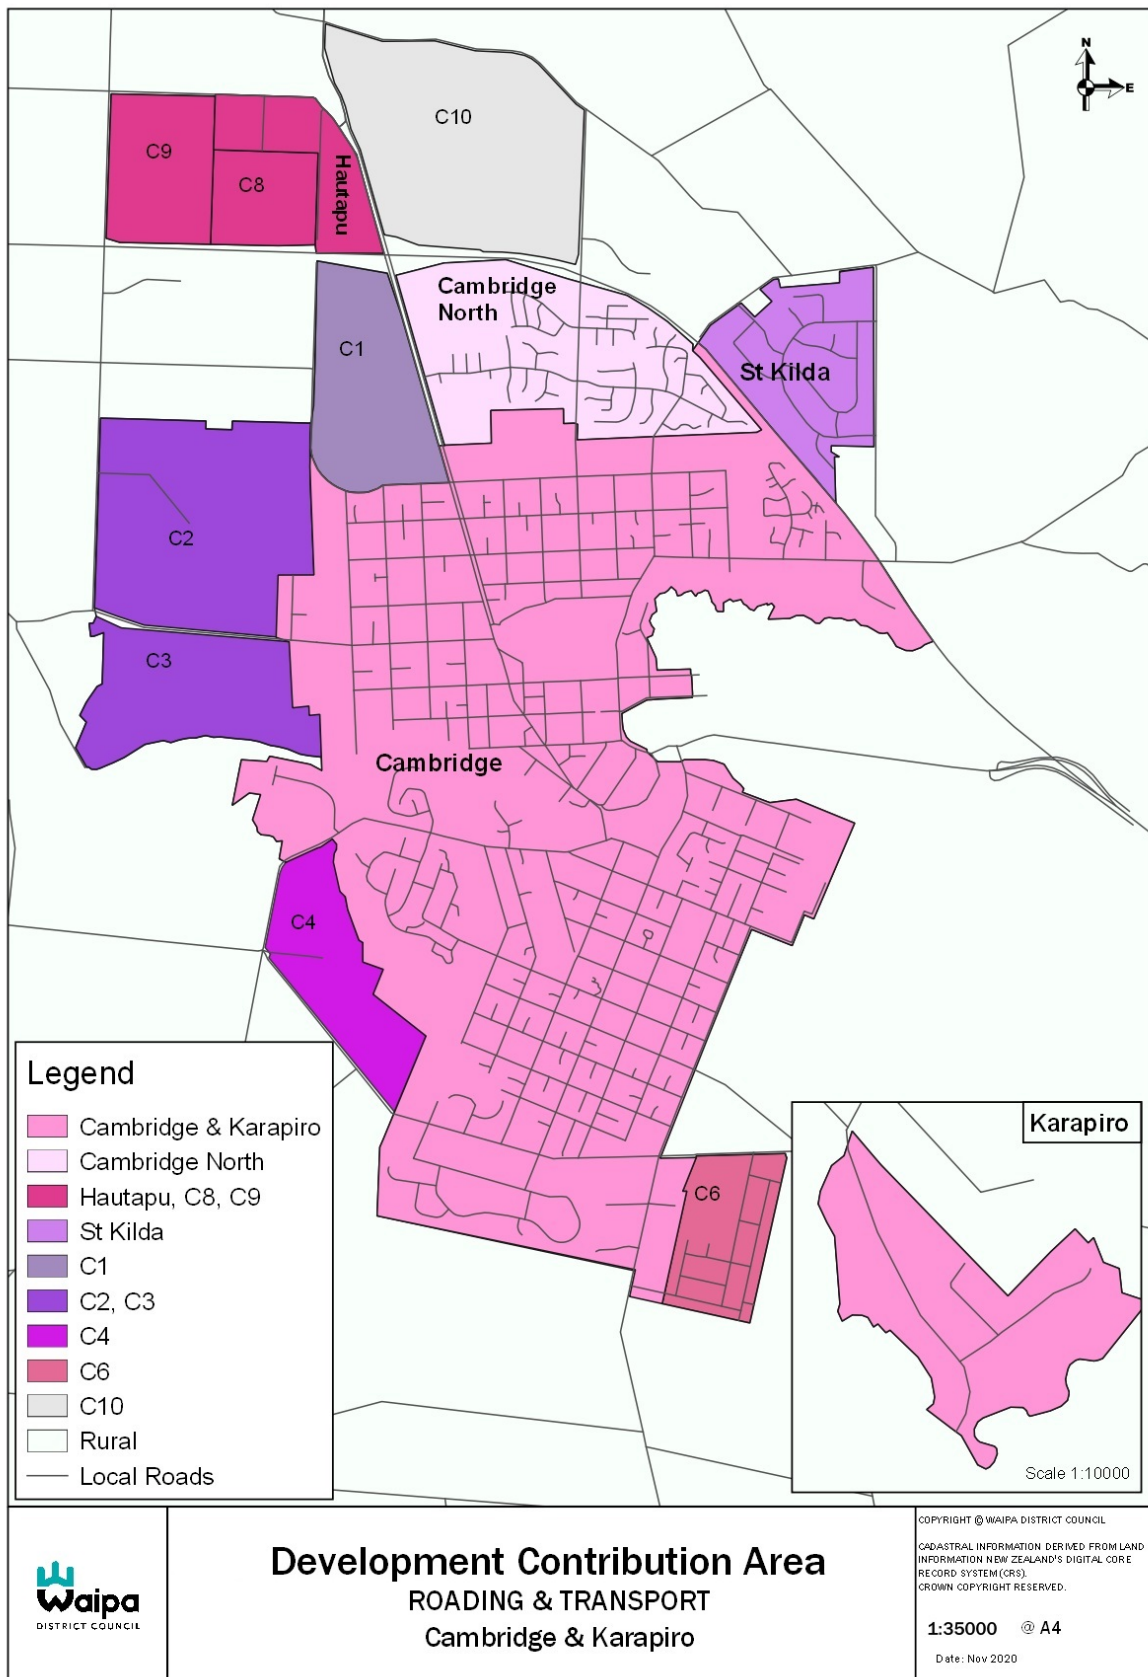 N
E
C10
C9
C8
Hautapu
Cambridge
North
C1
St Kilda
C2
C3
Cambridge
C4
C6
Legend
Cambridge & Karapiro
Cambridge North
Hautapu, C8, C9
St Kilda
C1
C2, C3
C4
C6
C10
Rural
Local Roads
Karapiro
Scale 1:10000
Waipa
DISTRICT COUNCIL
Development Contribution Area
ROADING & TRANSPORT
Cambridge & Karapiro
COPYRIGHT @ WAIPA DISTRICT COUNCIL
CADASTRAL INFORMATION DERIVED FROM LAND
INFORMATION NEW ZEALAND'S DIGITAL CORE
RECORD SYSTEM (CRS).
CROWN COPYRIGHT RESERVED.
1:35000 @ A4
Date: Nov 2020